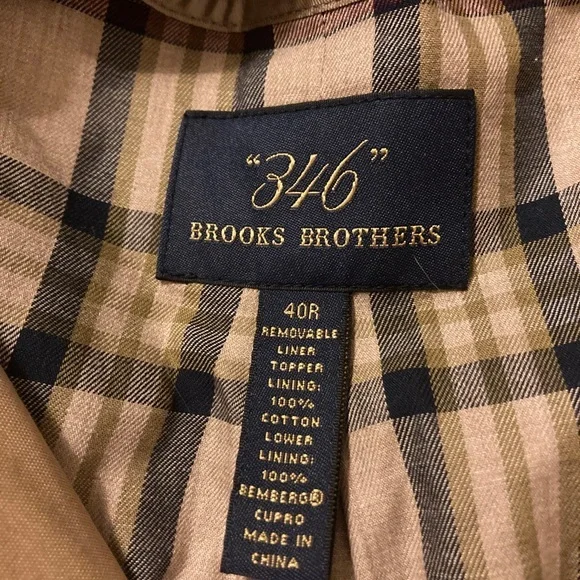 "346"
BROOKS BROTHERS
40R
REMOVABLE
LINER
TOPPER
LINING:
100%
COTTON
LOWER
LINING:
100%
BEMBERG®
CUPRO
MADE IN
CHINA